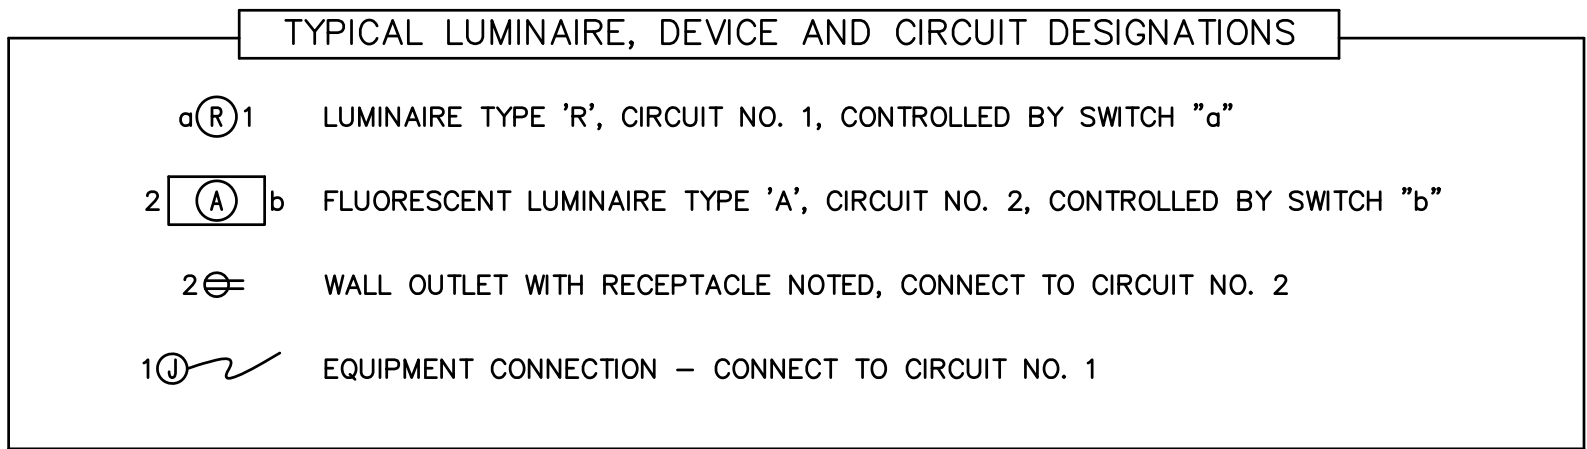 TYPICAL LUMINAIRE, DEVICE AND CIRCUIT DESIGNATIONS
a R 1 LUMINAIRE TYPE 'R', CIRCUIT NO. 1, CONTROLLED BY SWITCH "a"
2 A b FLUORESCENT LUMINAIRE TYPE 'A', CIRCUIT NO. 2, CONTROLLED BY SWITCH "b"
2 WALL OUTLET WITH RECEPTACLE NOTED, CONNECT TO CIRCUIT NO. 2
1 J EQUIPMENT CONNECTION – CONNECT TO CIRCUIT NO. 1